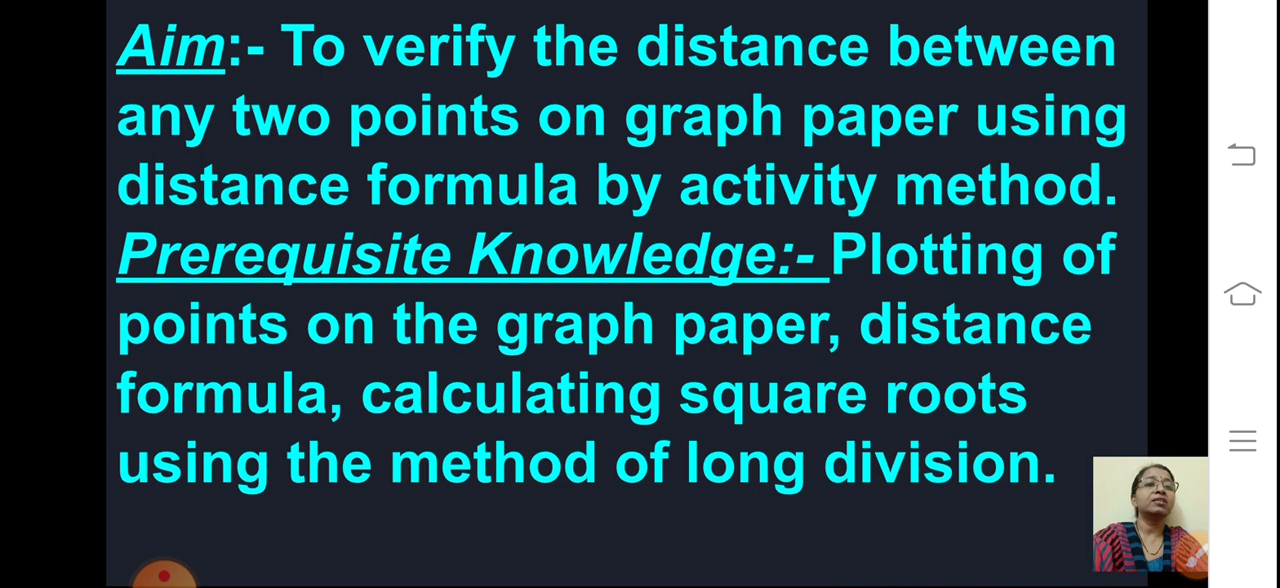 Aim:- To verify the distance between
any two points on graph paper using
distance formula by activity method.
Prerequisite Knowledge:- Plotting of
points on the graph paper, distance
formula, calculating square roots
using the method of long division.